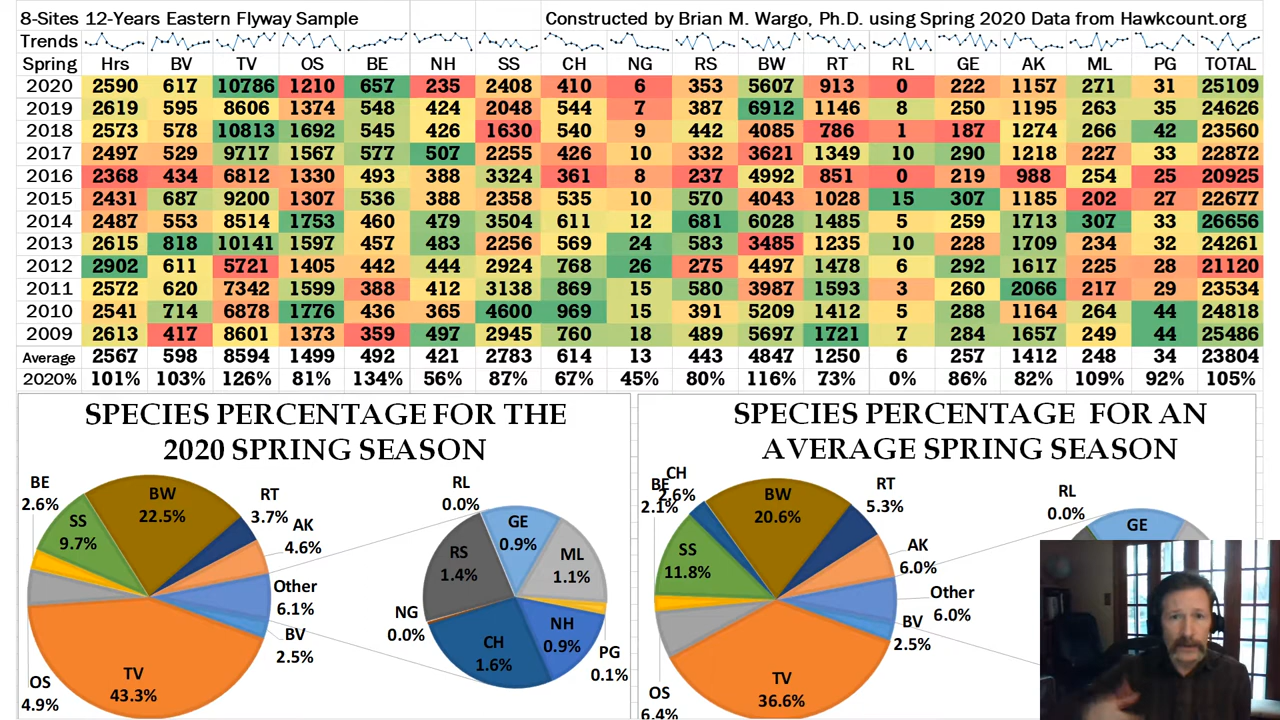 8-Sites 12-Years Eastern Flyway Sample Constructed by Brian M. Wargo, Ph.D. using Spring 2020 Data from Hawkcount.org
Trends
Spring Hrs BV TV OS BE NH SS CH NG RS BW RT RL GE AK ML PG TOTAL
2020 2590 617 10786 1210 657 235 2408 410 6 353 5607 913 0 222 1157 271 31 25109
2019 2619 595 8606 1374 548 424 2048 544 7 387 6912 1146 8 250 1195 263 35 24626
2018 2573 578 10813 1692 545 426 1630 540 9 442 4085 786 1 187 1274 266 42 23560
2017 2497 529 9717 1567 577 507 2255 426 10 332 3621 1349 10 290 1218 227 33 22872
2016 2368 434 6812 1330 493 388 3324 361 8 237 4992 851 0 219 988 254 25 20925
2015 2431 687 9200 1307 536 388 2358 535 10 570 4043 1028 15 307 1185 202 27 22677
2014 2487 553 8514 1753 460 479 3504 611 12 681 6028 1485 5 259 1713 307 33 26656
2013 2615 818 10141 1597 457 483 2256 569 24 583 3485 1235 10 228 1709 234 32 24261
2012 2902 611 5721 1405 442 444 2924 768 26 275 4497 1478 6 292 1617 225 28 21120
2011 2572 620 7342 1599 388 412 3138 869 15 580 3987 1593 3 260 2066 217 29 23534
2010 2541 714 6878 1776 436 365 4600 969 15 391 5209 1412 5 288 1164 264 44 24818
2009 2613 417 8601 1373 359 497 2945 760 18 489 5697 1721 7 284 1657 249 44 25486
Average 2567 598 8594 1499 492 421 2783 614 13 443 4847 1250 6 257 1412 248 34 23804
2020% 101% 103% 126% 81% 134% 56% 87% 67% 45% 80% 116% 73% 0% 86% 82% 109% 92% 105%
SPECIES PERCENTAGE FOR THE
2020 SPRING SEASON
BE
2.6%
SS
9.7%
BW
22.5%
RT
3.7%
AK
4.6%
Other
6.1%
BV
2.5%
TV
43.3%
OS
4.9%
RL
0.0%
GE
0.9%
ML
1.1%
RS
1.4%
NG
0.0%
CH
1.6%
NH
0.9%
PG
0.1%
SPECIES PERCENTAGE FOR AN
AVERAGE SPRING SEASON
CH
2.6%
BE
2.1%
SS
11.8%
BW
20.6%
RT
5.3%
AK
6.0%
Other
6.0%
BV
2.5%
TV
36.6%
OS
6.4%
RL
0.0%
GE